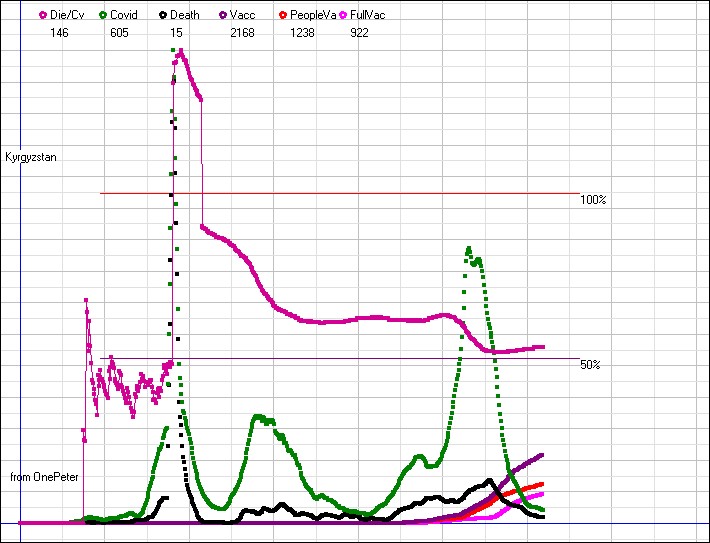 Die/Cv Covid Death Vacc PeopleVa FullVac
146 605 15 2168 1238 922
Kyrgyzstan
100%
50%
from OnePeter